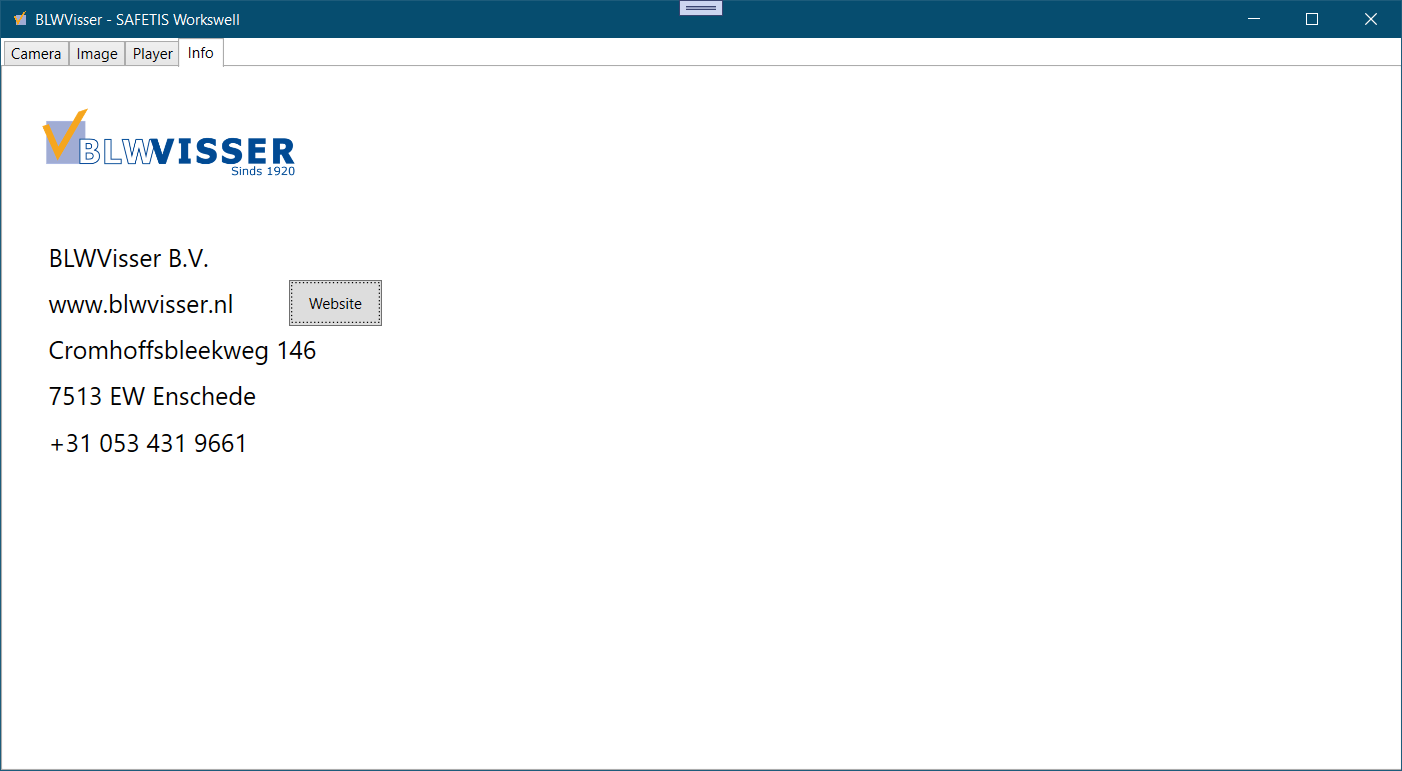 BLWVisser - SAFETIS Workswell
Camera Image Player Info
BLWVISSER
Sinds 1920
BLWVisser B.V.
www.blwvisser.nl Website
Cromhoffsbleekweg 146
7513 EW Enschede
+31 053 431 9661